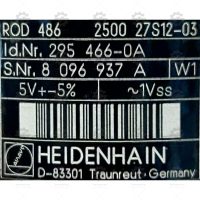 ROD 486 2500 27S12-03
Id.Nr. 295 466-0A
S.Nr. 8 096 937 A W1
5V+-5% ~1Vss
HEIDENHAIN
D-83301 Traunreut·Germany